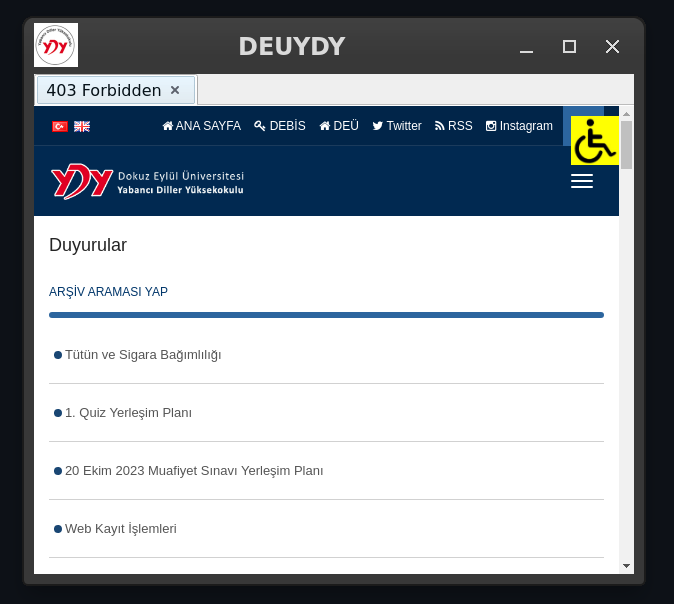 DEUYDY
403 Forbidden
ANA SAYFA DEBİS DEÜ Twitter RSS Instagram
YDY
Dokuz Eylül Üniversitesi
Yabancı Diller Yüksekokulu
Duyurular
ARŞİV ARAMASI YAP
Tütün ve Sigara Bağımlılığı
1. Quiz Yerleşim Planı
20 Ekim 2023 Muafiyet Sınavı Yerleşim Planı
Web Kayıt İşlemleri